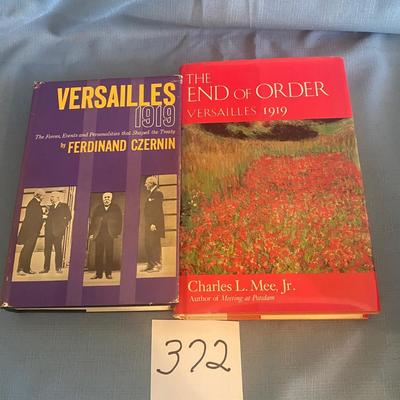 VERSAILLES
1919
The Forces, Events and Personalities that Shaped the Treaty
by FERDINAND CZERNIN
THE
END OF ORDER
VERSAILLES 1919
Charles L. Mee, Jr.
Author of Meeting at Potsdam
372